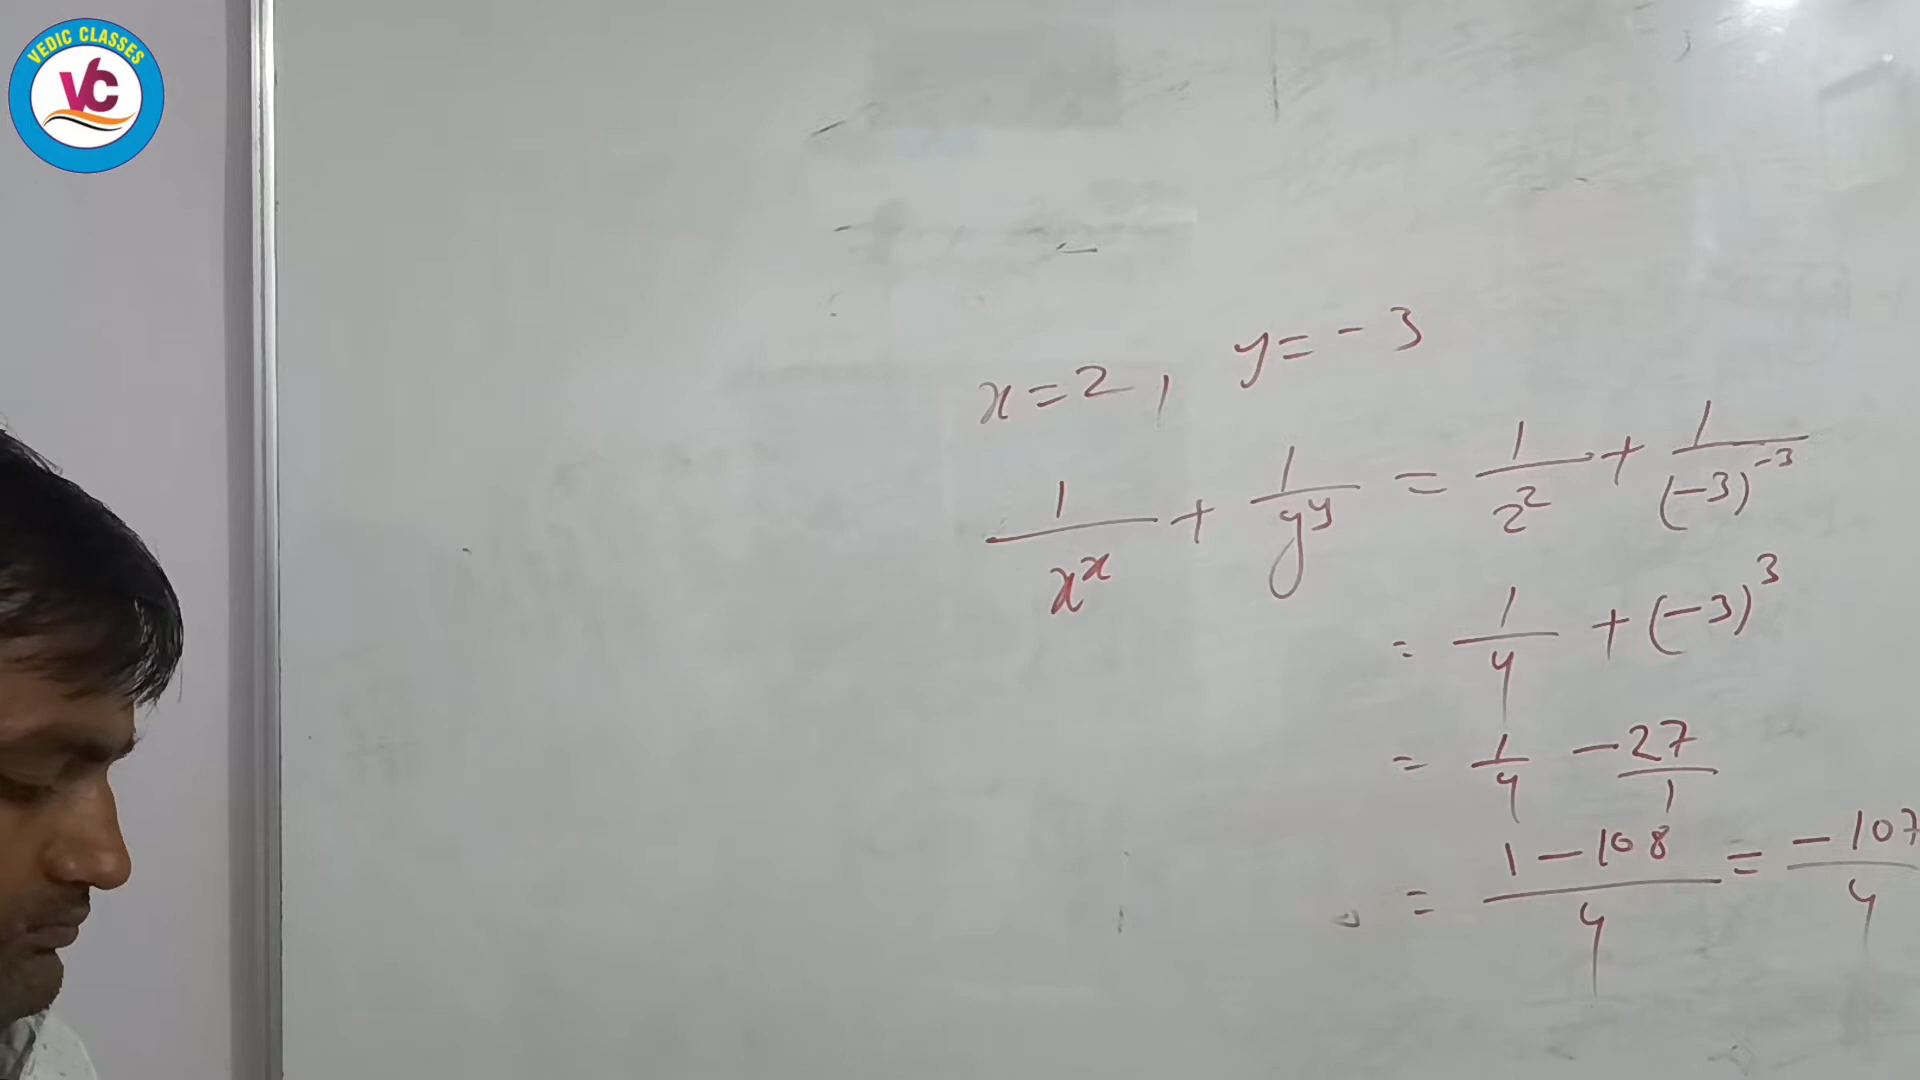 VEDIC CLASSES
VC
x = 2, y = -3
1/x^x + 1/y^y = 1/2^2 + 1/(-3)^-3
= 1/4 + (-3)^3
= 1/4 - 27/1
= (1 - 108)/4 = -107/4